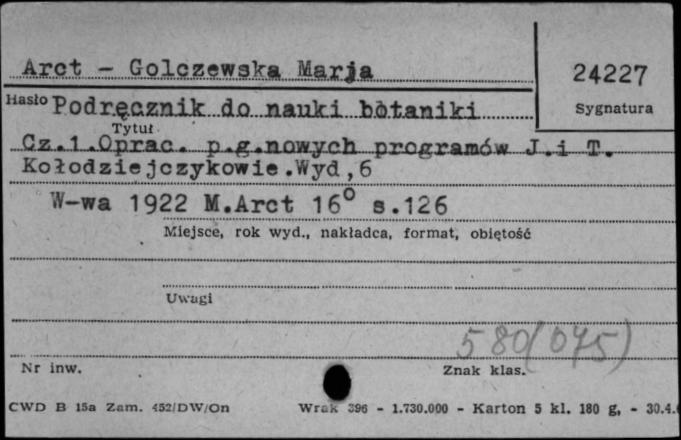 Arct - Golczewska Marja
24227
Hasło
Sygnatura
Podręcznik do nauki botaniki
Tytuł
Cz.1.Oprac. p.g.nowych programów J.i T.
Kołodziejczykowie.Wyd,6
W-wa 1922 M.Arct 16° s.126
Miejsce, rok wyd., nakładca, format, objętość
Uwagi
580(075)
Nr inw.
Znak klas.
CWD B 15a Zam. 452/DW/On
Wrak 396 - 1.730.000 - Karton 5 kl. 180 g, - 30.4.